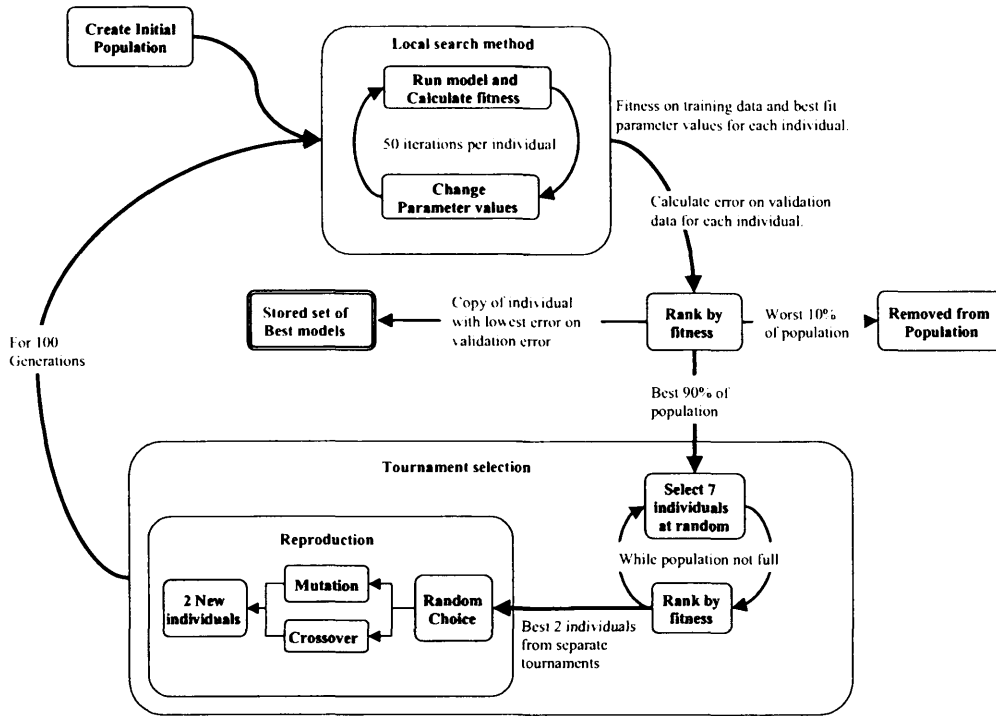 Create Initial
Population
Local search method
Run model and
Calculate fitness
50 iterations per individual
Change
Parameter values
Fitness on training data and best fit
parameter values for each individual.
Calculate error on validation
data for each individual.
Stored set of
Best models
Copy of individual
with lowest error on
validation error
Rank by
fitness
Worst 10%
of population
Removed from
Population
For 100
Generations
Best 90% of
population
Tournament selection
Select 7
individuals
at random
While population not full
Rank by
fitness
Best 2 individuals
from separate
tournaments
Reproduction
Random
Choice
Mutation
Crossover
2 New
individuals